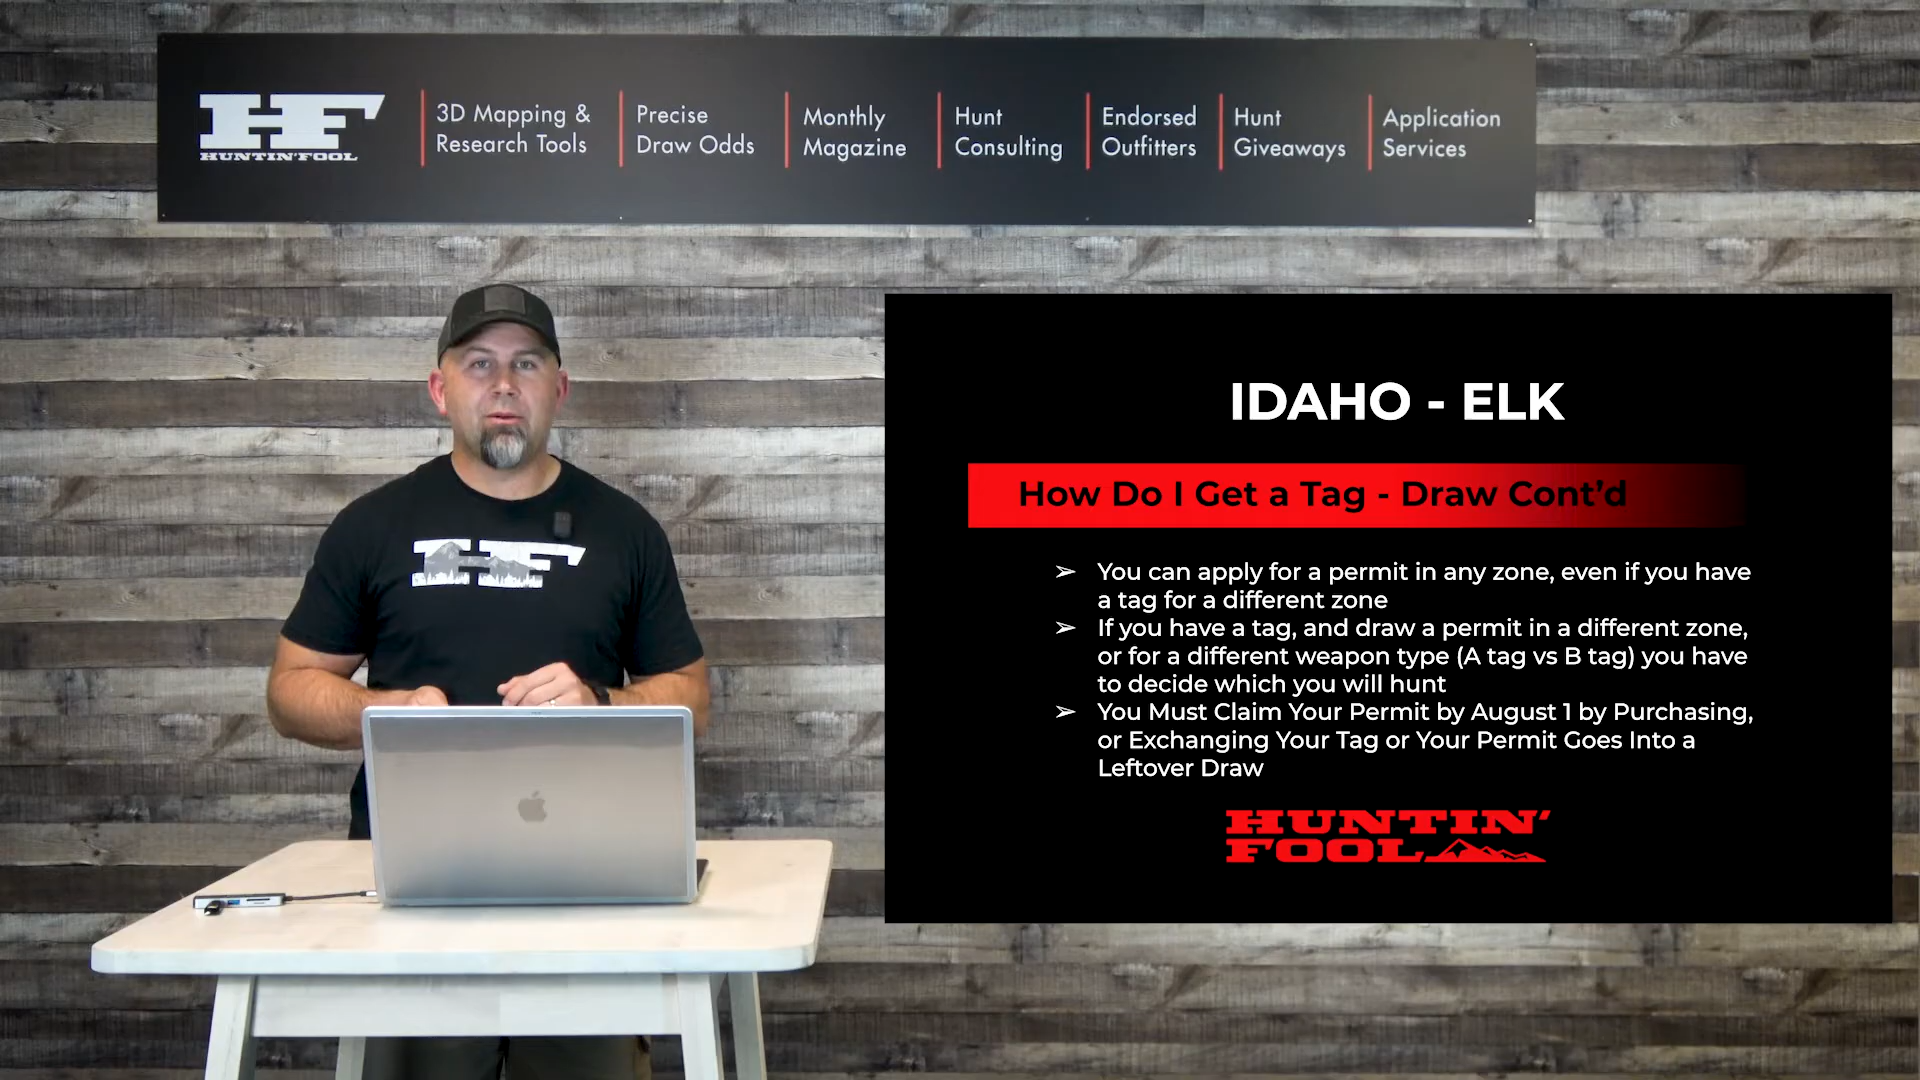 HF
HUNTIN'FOOL
3D Mapping &
Research Tools
Precise
Draw Odds
Monthly
Magazine
Hunt
Consulting
Endorsed
Outfitters
Hunt
Giveaways
Application
Services
HF
IDAHO - ELK
How Do I Get a Tag - Draw Cont’d
➢ You can apply for a permit in any zone, even if you have
a tag for a different zone
➢ If you have a tag, and draw a permit in a different zone,
or for a different weapon type (A tag vs B tag) you have
to decide which you will hunt
➢ You Must Claim Your Permit by August 1 by Purchasing,
or Exchanging Your Tag or Your Permit Goes Into a
Leftover Draw
HUNTIN'
FOOL